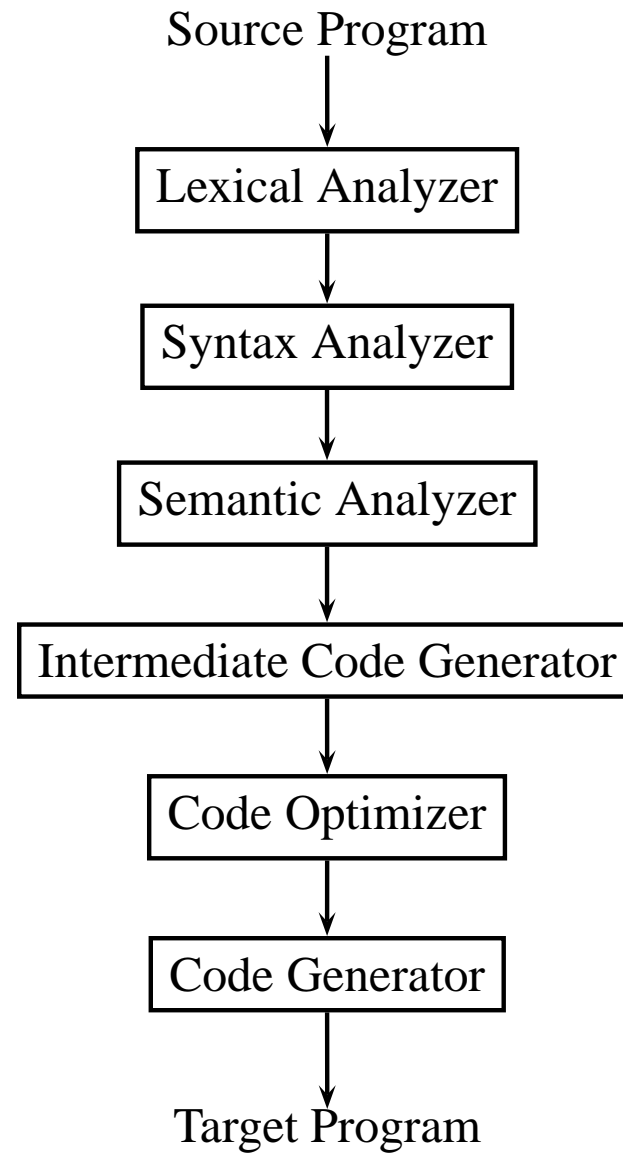 Source Program
Lexical Analyzer
Syntax Analyzer
Semantic Analyzer
Intermediate Code Generator
Code Optimizer
Code Generator
Target Program